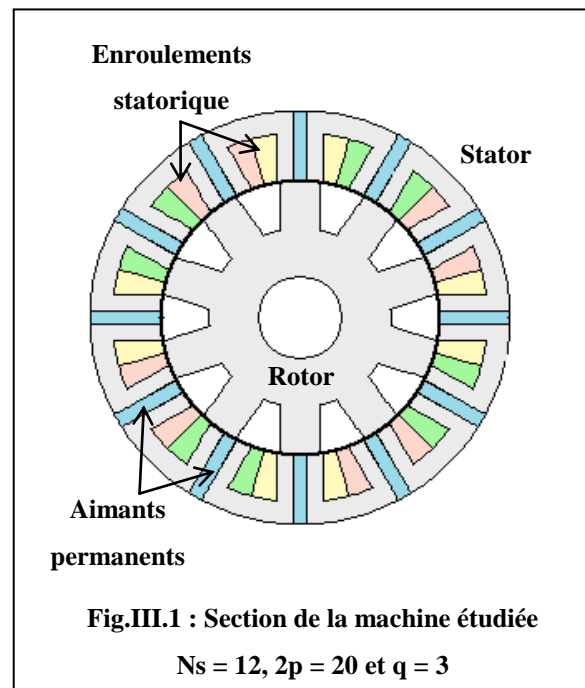 Enroulements
statorique
Stator
Rotor
Aimants
permanents
Fig.III.1 : Section de la machine étudiée
Ns = 12, 2p = 20 et q = 3